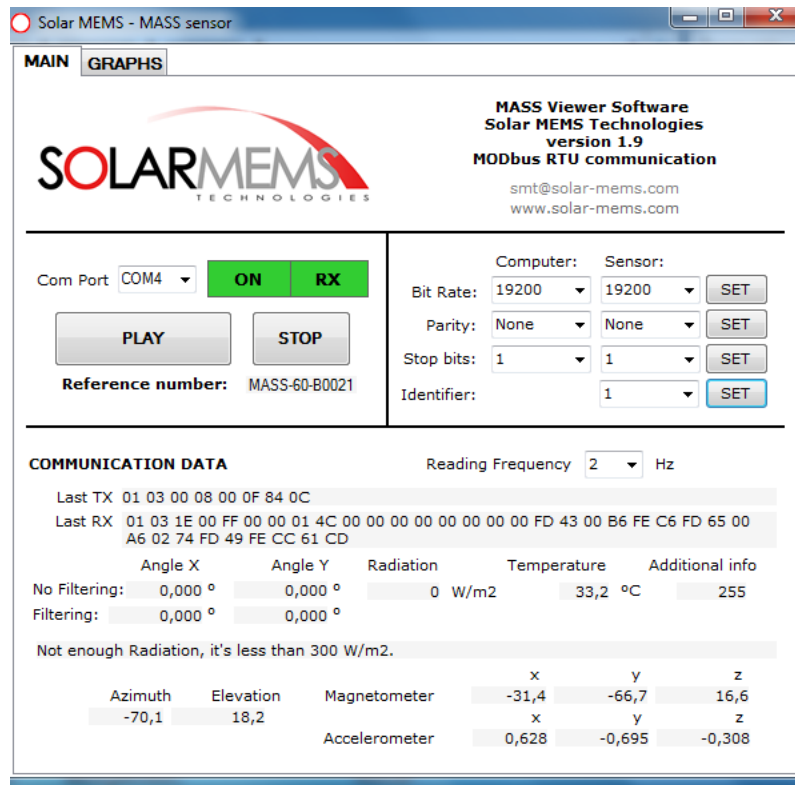 Solar MEMS - MASS sensor
MAIN GRAPHS
SOLARMEMS
TECHNOLOGIES
MASS Viewer Software
Solar MEMS Technologies
version 1.9
MODbus RTU communication
smt@solar-mems.com
www.solar-mems.com
Com Port COM4 ON RX
PLAY STOP
Reference number: MASS-60-B0021
Computer: Sensor:
Bit Rate: 19200 19200 SET
Parity: None None SET
Stop bits: 1 1 SET
Identifier: 1 SET
COMMUNICATION DATA Reading Frequency 2 Hz
Last TX 01 03 00 08 00 0F 84 0C
Last RX 01 03 1E 00 FF 00 00 01 4C 00 00 00 00 00 00 00 00 FD 43 00 B6 FE C6 FD 65 00
A6 02 74 FD 49 FE CC 61 CD
Angle X Angle Y Radiation Temperature Additional info
No Filtering: 0,000 º 0,000 º 0 W/m2 33,2 ºC 255
Filtering: 0,000 º 0,000 º
Not enough Radiation, it's less than 300 W/m2.
x y z
Azimuth Elevation Magnetometer -31,4 -66,7 16,6
-70,1 18,2 x y z
Accelerometer 0,628 -0,695 -0,308